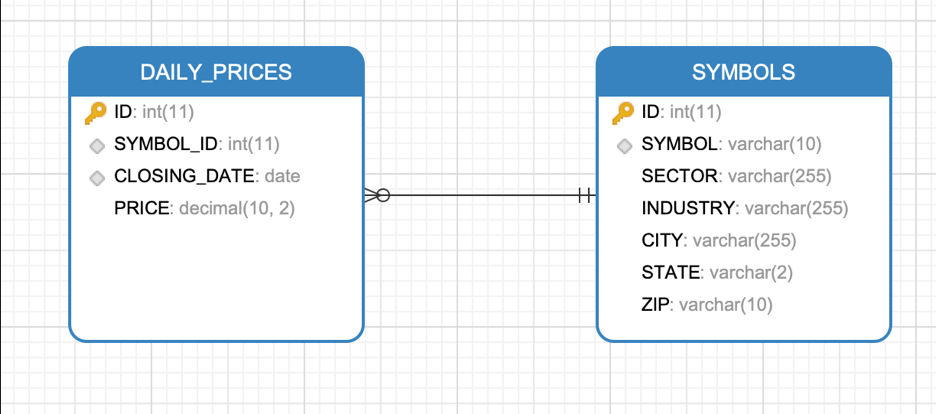 DAILY_PRICES
ID: int(11)
SYMBOL_ID: int(11)
CLOSING_DATE: date
PRICE: decimal(10, 2)
SYMBOLS
ID: int(11)
SYMBOL: varchar(10)
SECTOR: varchar(255)
INDUSTRY: varchar(255)
CITY: varchar(255)
STATE: varchar(2)
ZIP: varchar(10)